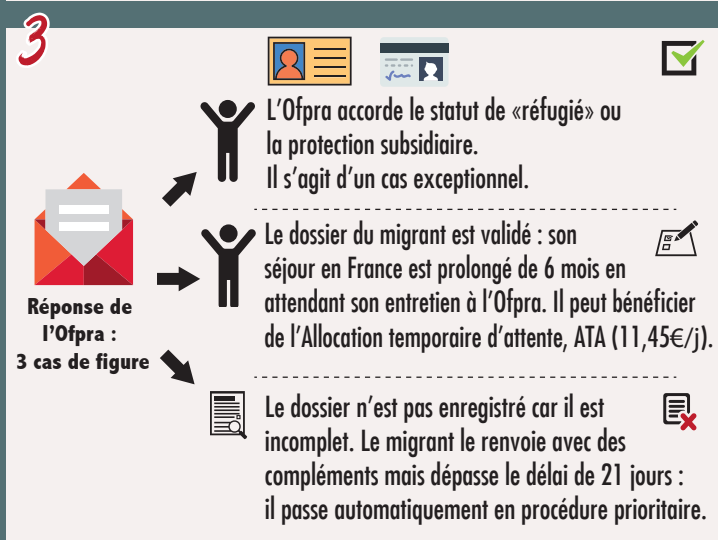 3
L'Ofpra accorde le statut de «réfugié» ou
la protection subsidiaire.
Il s'agit d'un cas exceptionnel.
Réponse de
l'Ofpra :
3 cas de figure
Le dossier du migrant est validé : son
séjour en France est prolongé de 6 mois en
attendant son entretien à l'Ofpra. Il peut bénéficier
de l'Allocation temporaire d'attente, ATA (11,45€/j).
Le dossier n'est pas enregistré car il est
incomplet. Le migrant le renvoie avec des
compléments mais dépasse le délai de 21 jours :
il passe automatiquement en procédure prioritaire.